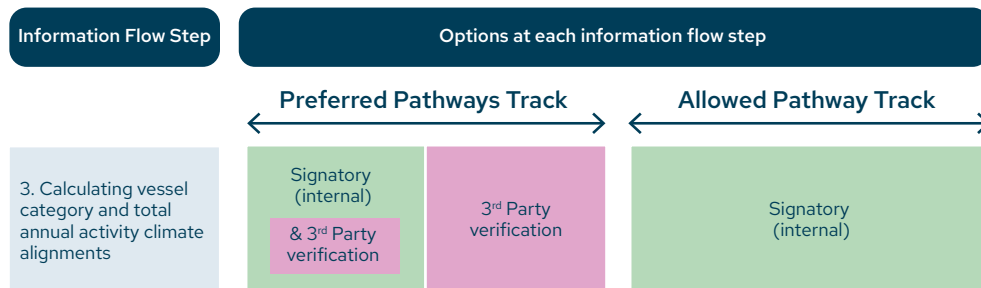 Information Flow Step
Options at each information flow step
Preferred Pathways Track
Allowed Pathway Track
3. Calculating vessel
category and total
annual activity climate
alignments
Signatory
(internal)
& 3rd Party
verification
3rd Party
verification
Signatory
(internal)